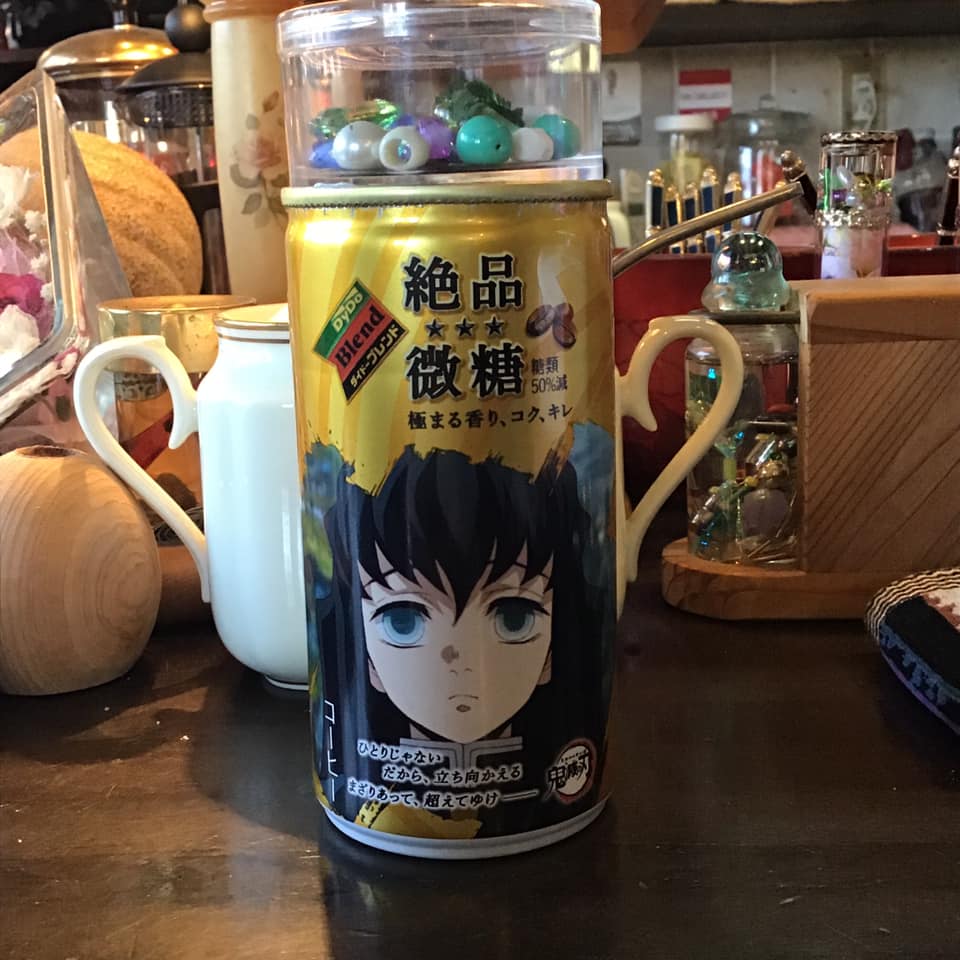 DyDo
Blend
ダイドーブレンド
絶品
★★★
微糖
糖類
50%減
極まる香り、コク、キレ
コーヒー
ひとりじゃない
だから、立ち向かえる
まざりあって、超えてゆけ──
鬼滅刃